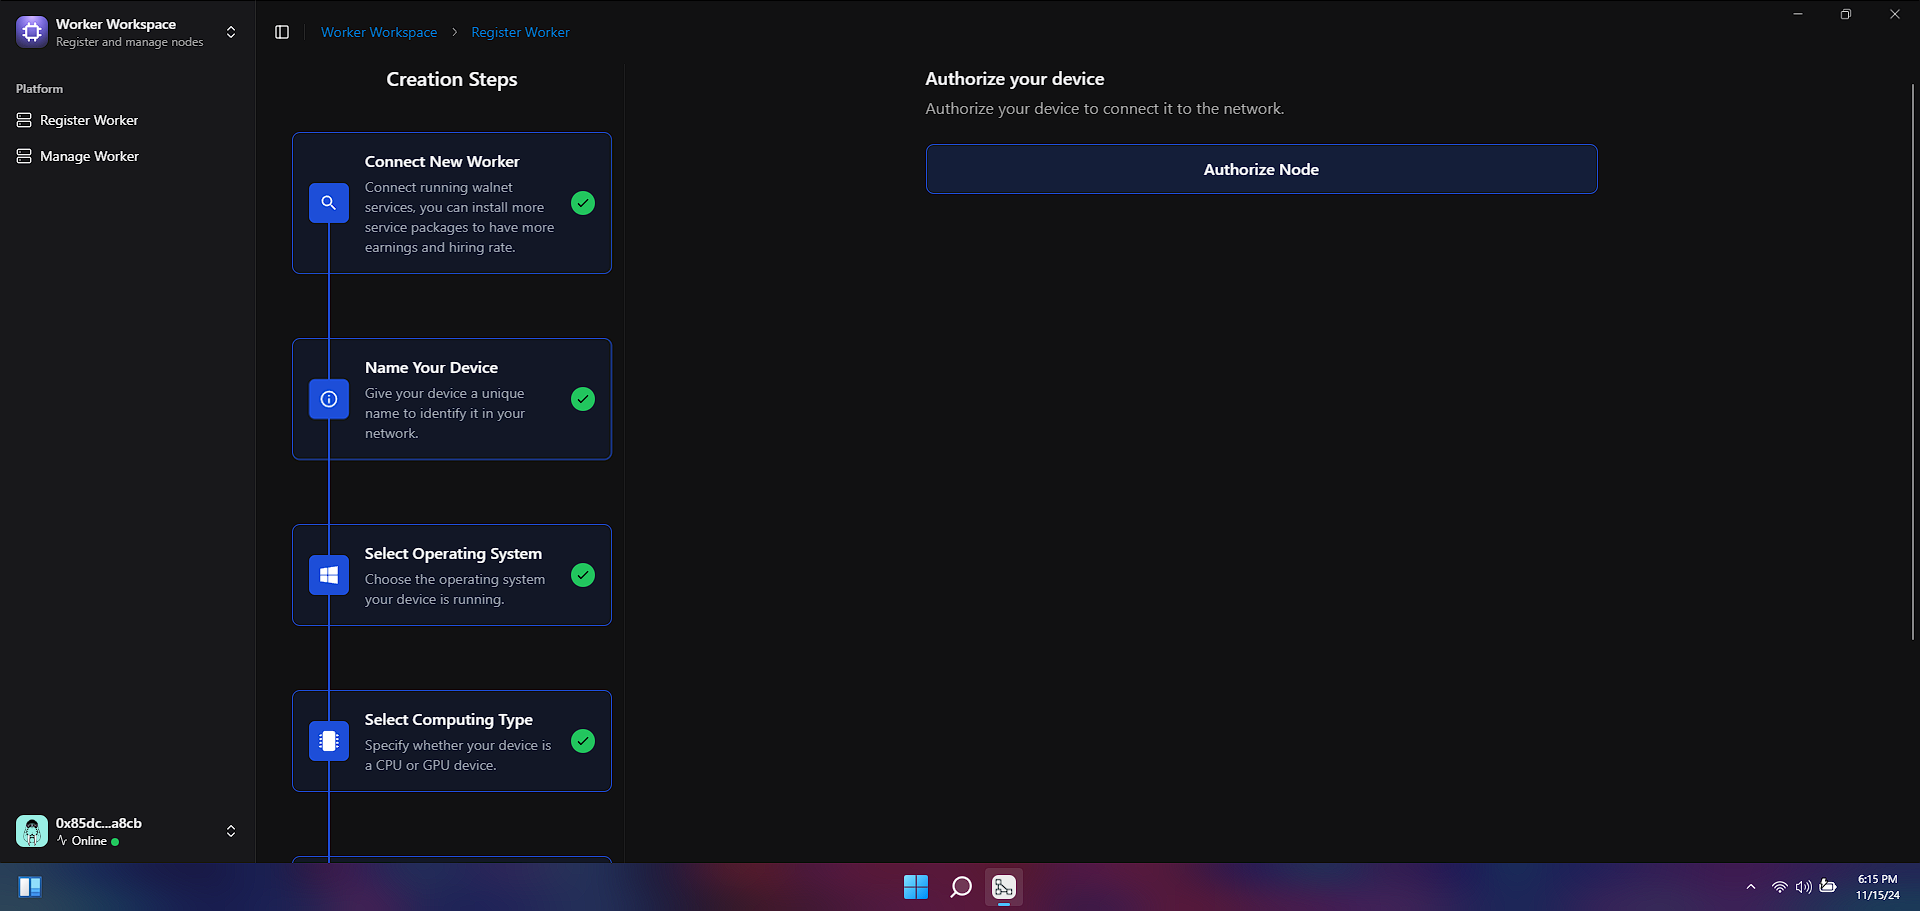 Worker Workspace
Register and manage nodes
Platform
Register Worker
Manage Worker
0x85dc...a8cb
Online
Worker Workspace > Register Worker
Creation Steps
Connect New Worker
Connect running walnet
services, you can install more
service packages to have more
earnings and hiring rate.
Name Your Device
Give your device a unique
name to identify it in your
network.
Select Operating System
Choose the operating system
your device is running.
Select Computing Type
Specify whether your device is
a CPU or GPU device.
Authorize your device
Authorize your device to connect it to the network.
Authorize Node
6:15 PM
11/15/24